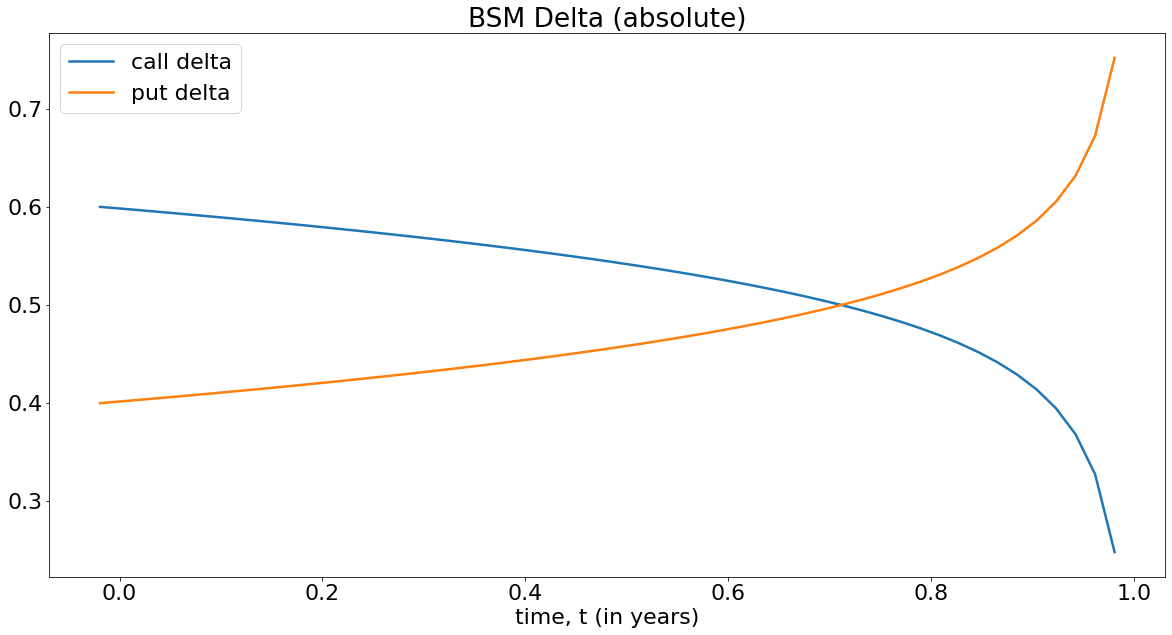 BSM Delta (absolute)
call delta
put delta
0.7
0.6
0.5
0.4
0.3
0.0 0.2 0.4 0.6 0.8 1.0
time, t (in years)